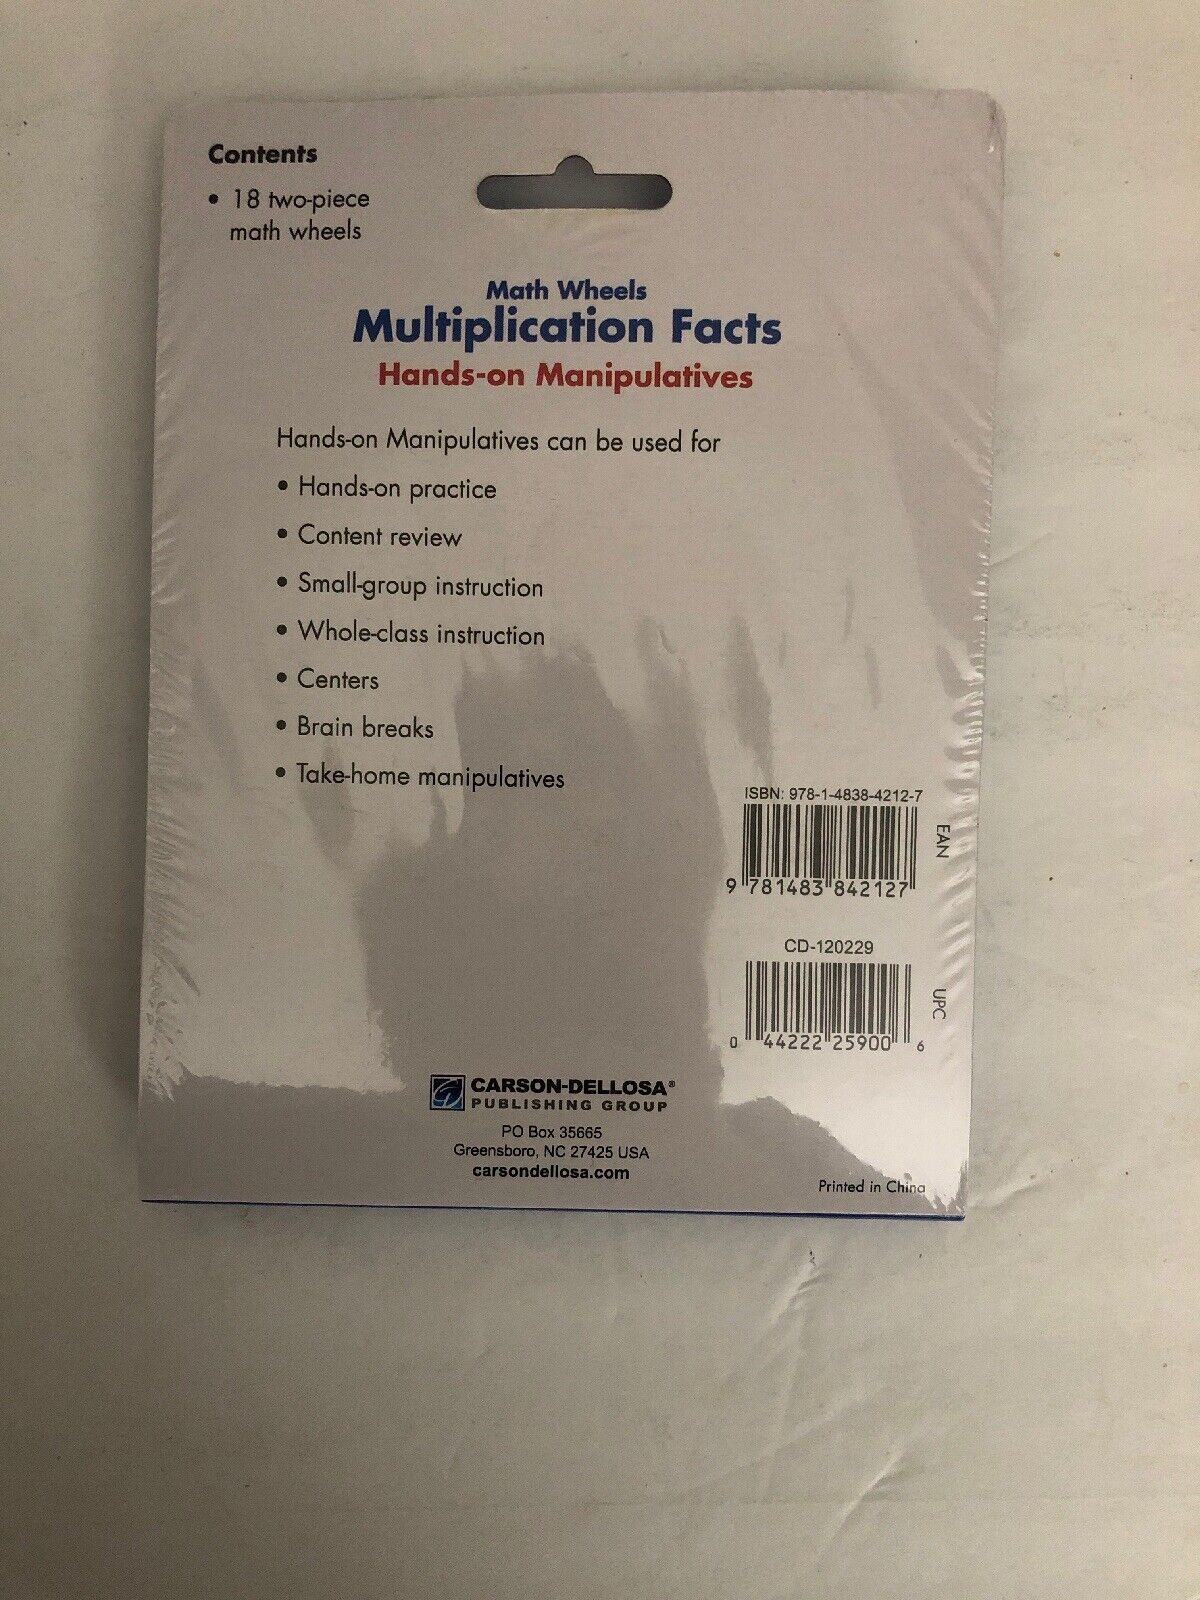 Contents
• 18 two-piece
math wheels
Math Wheels
Multiplication Facts
Hands-on Manipulatives
Hands-on Manipulatives can be used for
• Hands-on practice
• Content review
• Small-group instruction
• Whole-class instruction
• Centers
• Brain breaks
• Take-home manipulatives
ISBN: 978-1-4838-4212-7
EAN
9 781483 842127
CD-120229
UPC
0 44222 25900 6
CARSON-DELLOSA®
PUBLISHING GROUP
PO Box 35665
Greensboro, NC 27425 USA
carsondellosa.com
Printed in China